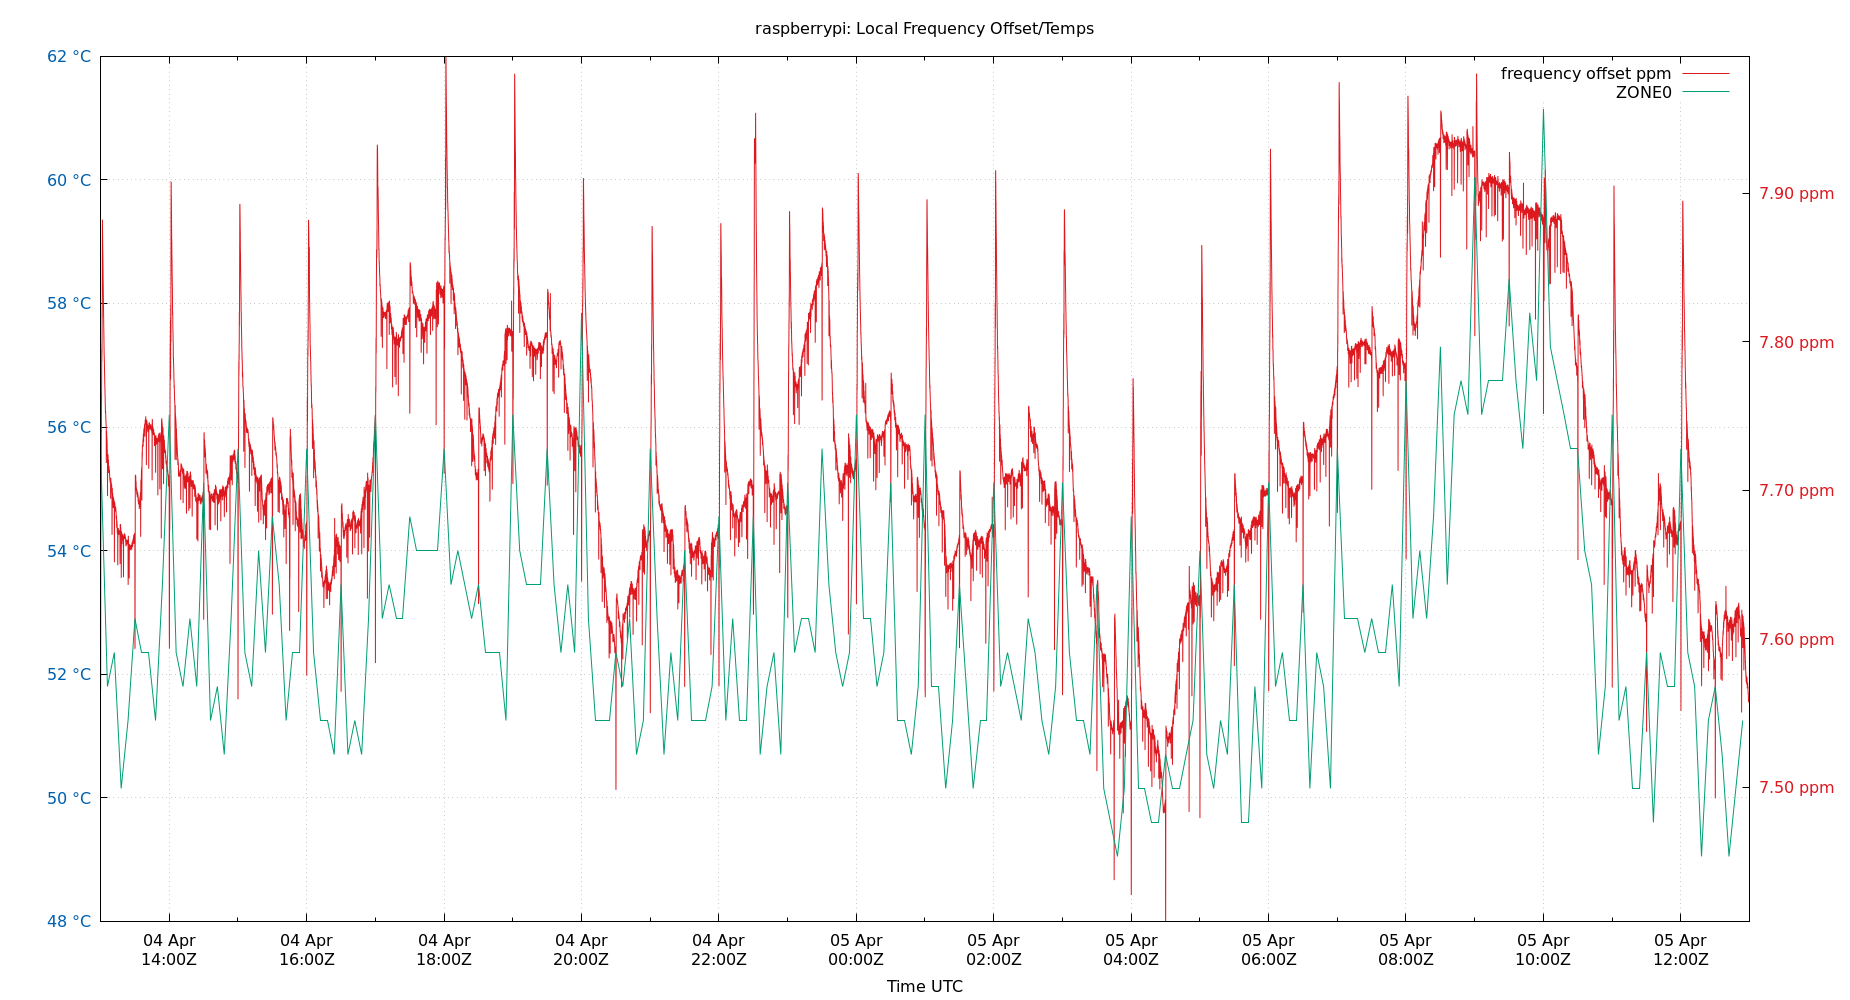 raspberrypi: Local Frequency Offset/Temps
frequency offset ppm
ZONE0
62 °C
60 °C
58 °C
56 °C
54 °C
52 °C
50 °C
48 °C
7.90 ppm
7.80 ppm
7.70 ppm
7.60 ppm
7.50 ppm
04 Apr 04 Apr 04 Apr 04 Apr 04 Apr 05 Apr 05 Apr 05 Apr 05 Apr 05 Apr 05 Apr 05 Apr
14:00Z 16:00Z 18:00Z 20:00Z 22:00Z 00:00Z 02:00Z 04:00Z 06:00Z 08:00Z 10:00Z 12:00Z
Time UTC